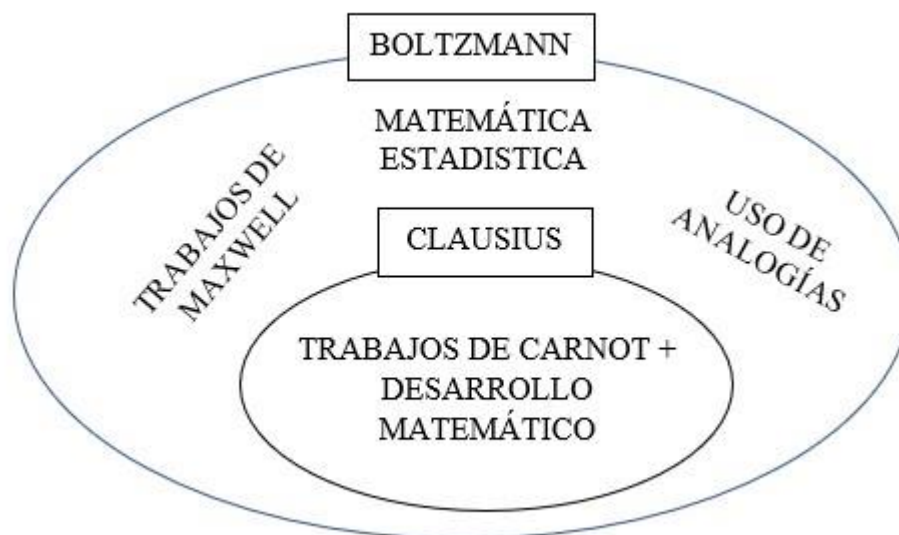 BOLTZMANN
MATEMÁTICA
ESTADISTICA
TRABAJOS DE
MAXWELL
USO DE
ANALOGÍAS
CLAUSIUS
TRABAJOS DE CARNOT +
DESARROLLO
MATEMÁTICO